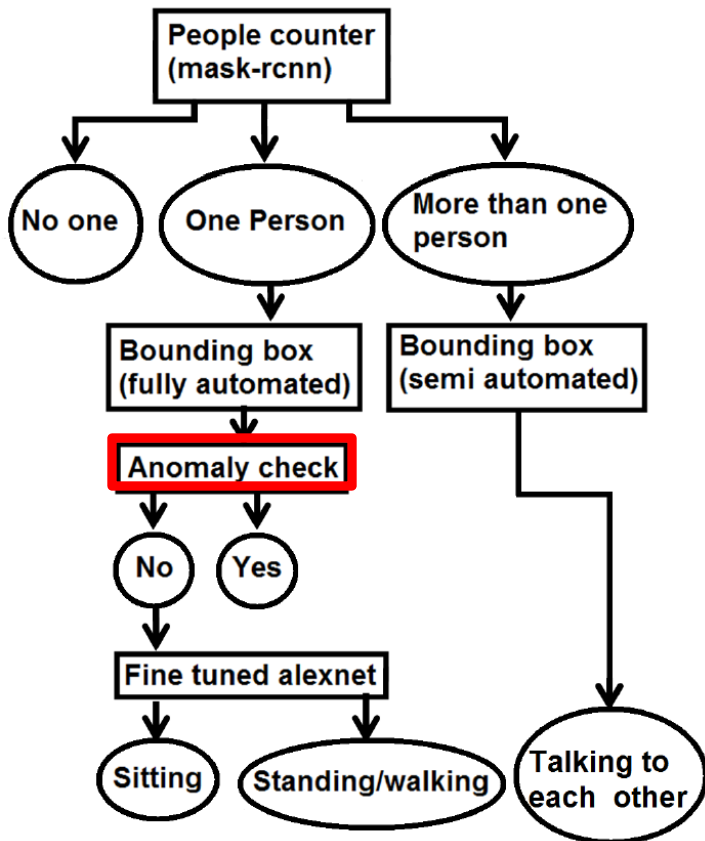 People counter
(mask-rcnn)
No one
One Person
More than one
person
Bounding box
(fully automated)
Bounding box
(semi automated)
Anomaly check
No
Yes
Fine tuned alexnet
Sitting
Standing/walking
Talking to
each other